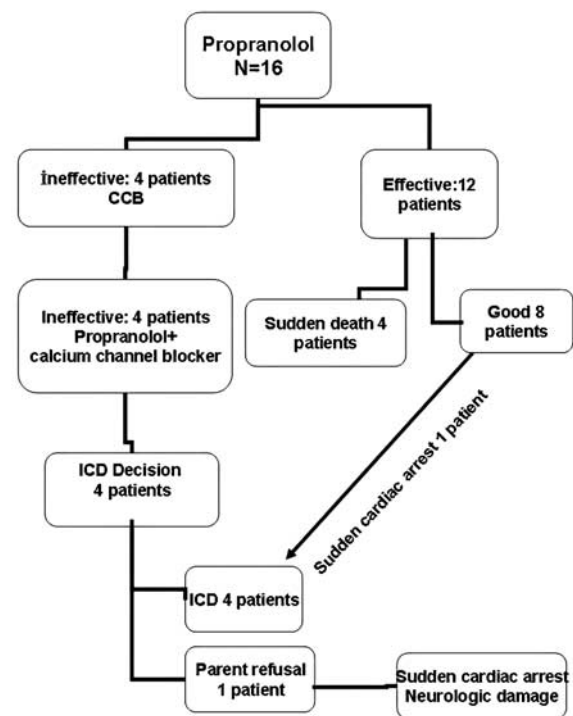 Propranolol
N=16
İneffective: 4 patients
CCB
Effective:12
patients
Ineffective: 4 patients
Propranolol+
calcium channel blocker
Sudden death 4
patients
Good 8
patients
Sudden cardiac arrest 1 patient
ICD Decision
4 patients
ICD 4 patients
Parent refusal
1 patient
Sudden cardiac arrest
Neurologic damage